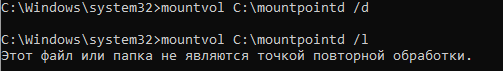 C:\Windows\system32>mountvol C:\mountpointd /d
C:\Windows\system32>mountvol C:\mountpointd /l
Этот файл или папка не являются точкой повторной обработки.